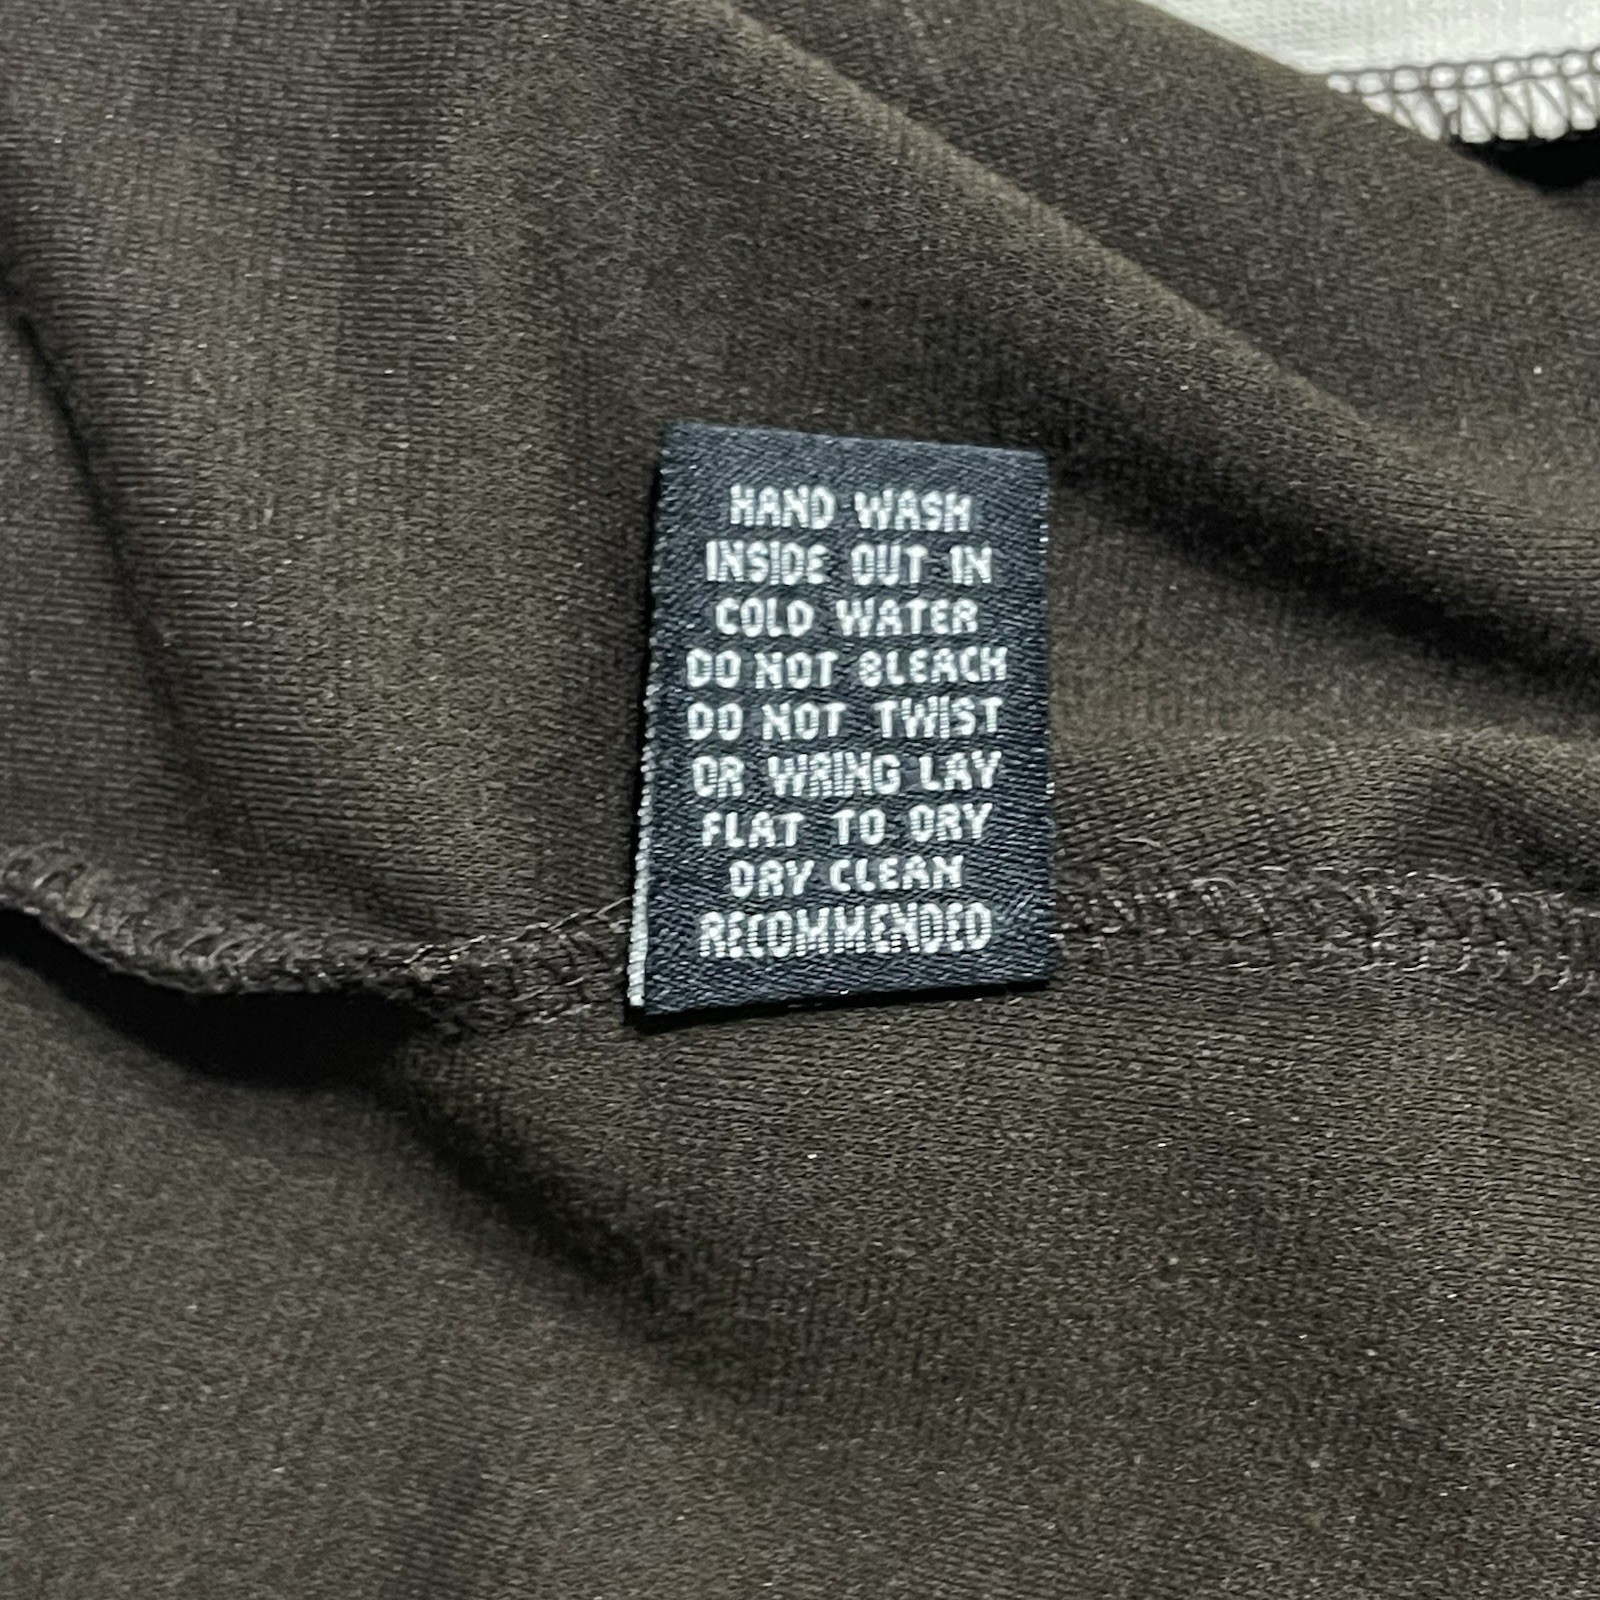 HAND WASH
INSIDE OUT IN
COLD WATER
DO NOT BLEACH
DO NOT TWIST
OR WRING LAY
FLAT TO DRY
DRY CLEAN
RECOMMENDED